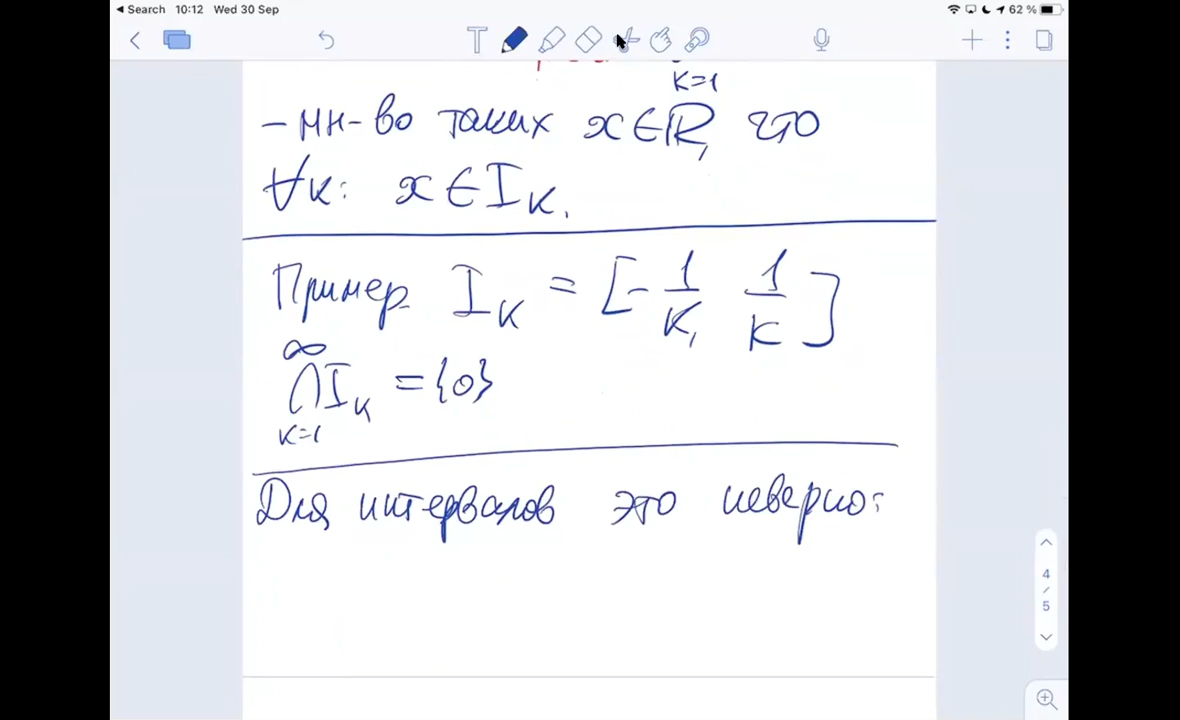 Search 10:12 Wed 30 Sep 62 %
K=1
- мн-во таких x∈ℝ, что
∀к: x∈I_K.
Пример I_K = [-1/K, 1/K]
∞
∩I_K = {0}
K=1
Для интервалов это неверно:
4
/
5